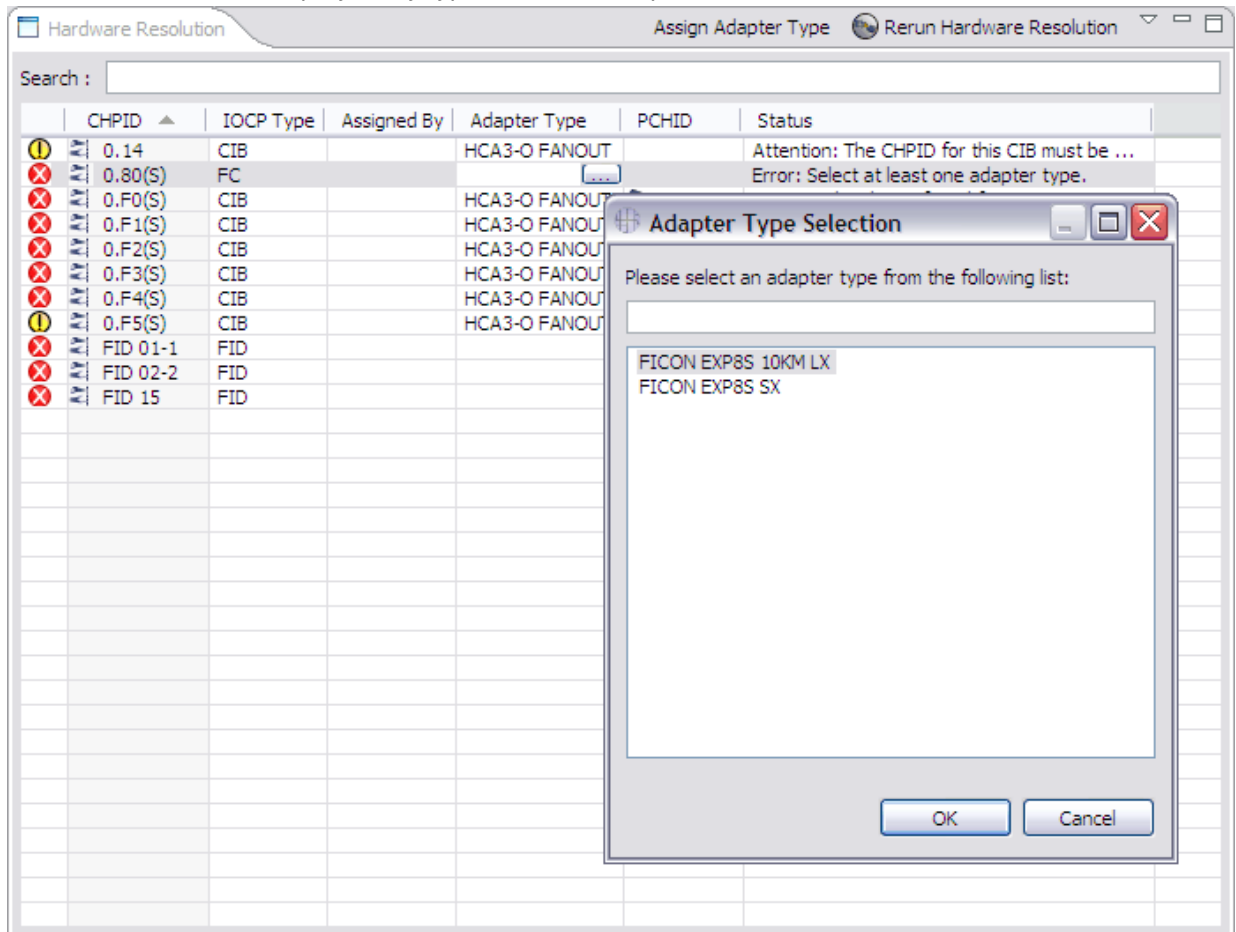 Hardware Resolution Assign Adapter Type Rerun Hardware Resolution
Search :
CHPID IOCP Type Assigned By Adapter Type PCHID Status
0.14 CIB HCA3-O FANOUT Attention: The CHPID for this CIB must be ...
0.80(S) FC ... Error: Select at least one adapter type.
0.F0(S) CIB HCA3-O FANOUT
0.F1(S) CIB HCA3-O FANOU
0.F2(S) CIB HCA3-O FANOU
0.F3(S) CIB HCA3-O FANOU
0.F4(S) CIB HCA3-O FANOU
0.F5(S) CIB HCA3-O FANOU
FID 01-1 FID
FID 02-2 FID
FID 15 FID
Adapter Type Selection
Please select an adapter type from the following list:
FICON EXP8S 10KM LX
FICON EXP8S SX
OK Cancel